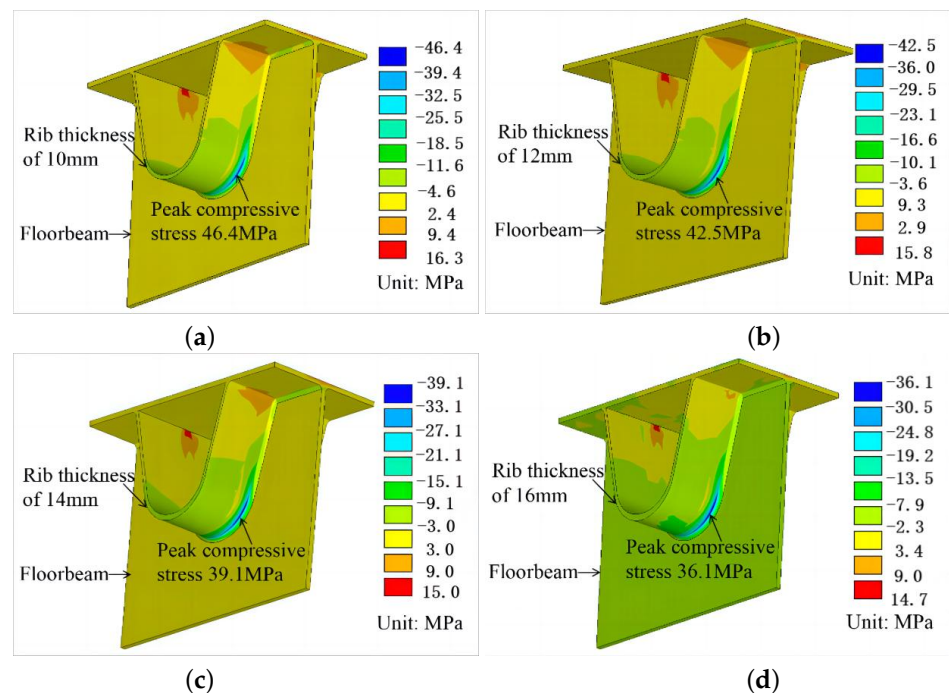 -46.4
-39.4
-32.5
-25.5
-18.5
-11.6
-4.6
2.4
9.4
16.3
Unit: MPa
Rib thickness
of 10mm
Floorbeam
Peak compressive
stress 46.4MPa
(a)
-42.5
-36.0
-29.5
-23.1
-16.6
-10.1
-3.6
9.3
2.9
15.8
Unit: MPa
Rib thickness
of 12mm
Floorbeam
Peak compressive
stress 42.5MPa
(b)
-39.1
-33.1
-27.1
-21.1
-15.1
-9.1
-3.0
3.0
9.0
15.0
Unit: MPa
Rib thickness
of 14mm
Floorbeam
Peak compressive
stress 39.1MPa
(c)
-36.1
-30.5
-24.8
-19.2
-13.5
-7.9
-2.3
3.4
9.0
14.7
Unit: MPa
Rib thickness
of 16mm
Floorbeam
Peak compressive
stress 36.1MPa
(d)